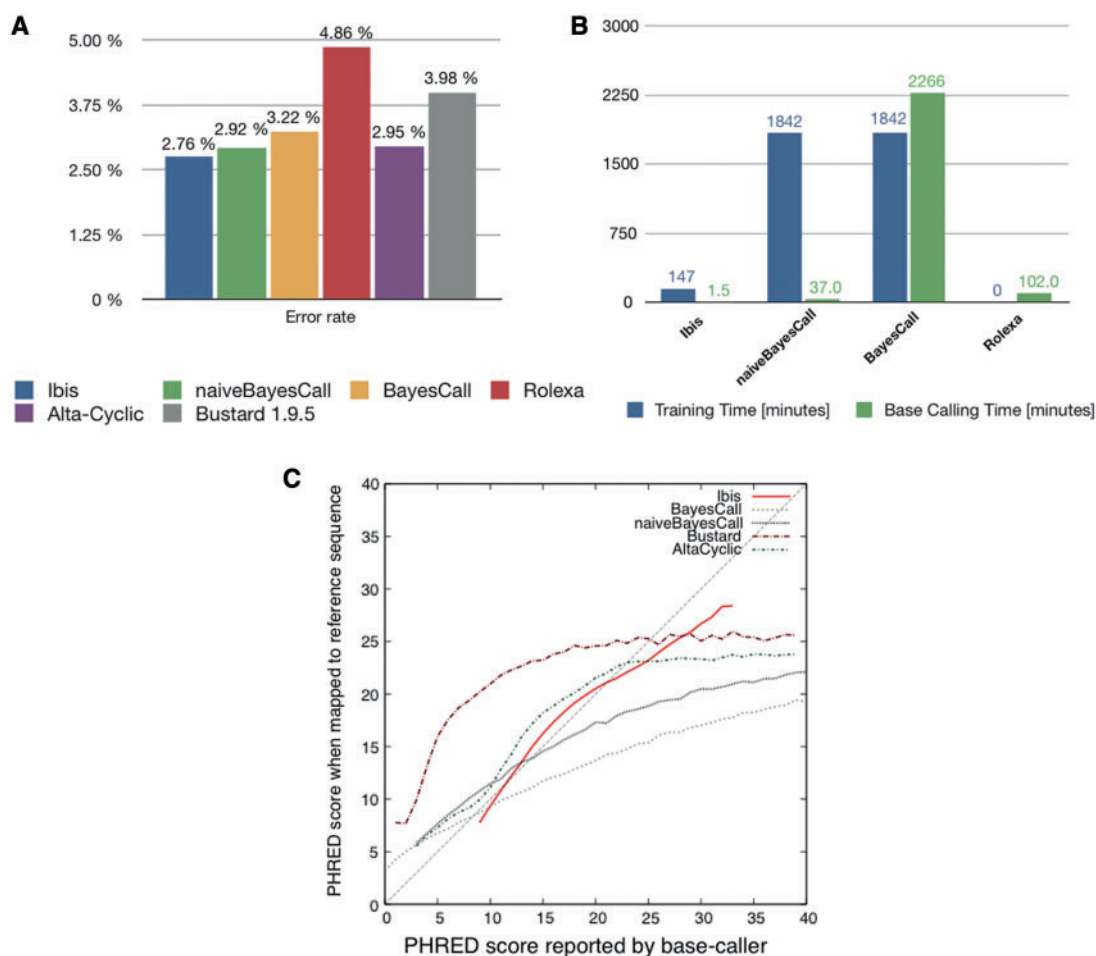 A
5.00 %
3.75 %
2.50 %
1.25 %
0 %
2.76 %
2.92 %
3.22 %
4.86 %
2.95 %
3.98 %
Error rate
Ibis
naiveBayesCall
BayesCall
Rolexa
Alta-Cyclic
Bustard 1.9.5
B
3000
2250
1500
750
0
147
1.5
1842
37.0
1842
2266
0
102.0
Ibis
naiveBayesCall
BayesCall
Rolexa
Training Time [minutes]
Base Calling Time [minutes]
C
PHRED score when mapped to reference sequence
40
35
30
25
20
15
10
5
0
Ibis
BayesCall
naiveBayesCall
Bustard
AltaCyclic
0
5
10
15
20
25
30
35
40
PHRED score reported by base-caller